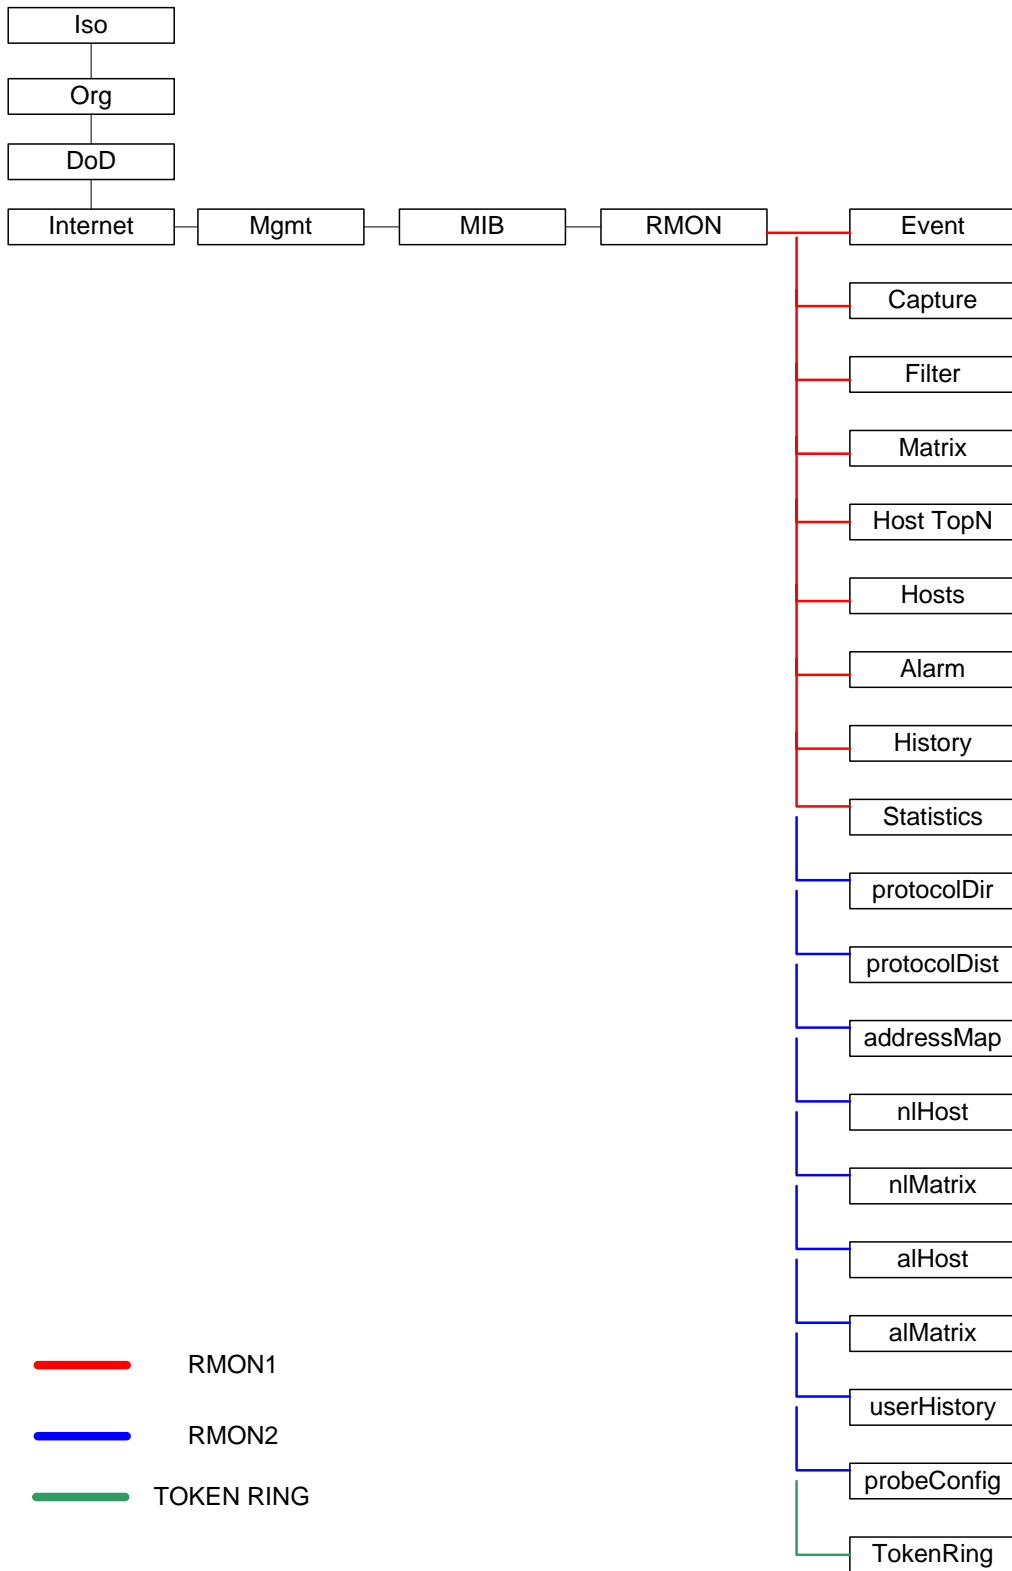 Iso
Org
DoD
Internet
Mgmt
MIB
RMON
Event
Capture
Filter
Matrix
Host TopN
Hosts
Alarm
History
Statistics
protocolDir
protocolDist
addressMap
nlHost
nlMatrix
alHost
alMatrix
userHistory
probeConfig
TokenRing
RMON1
RMON2
TOKEN RING